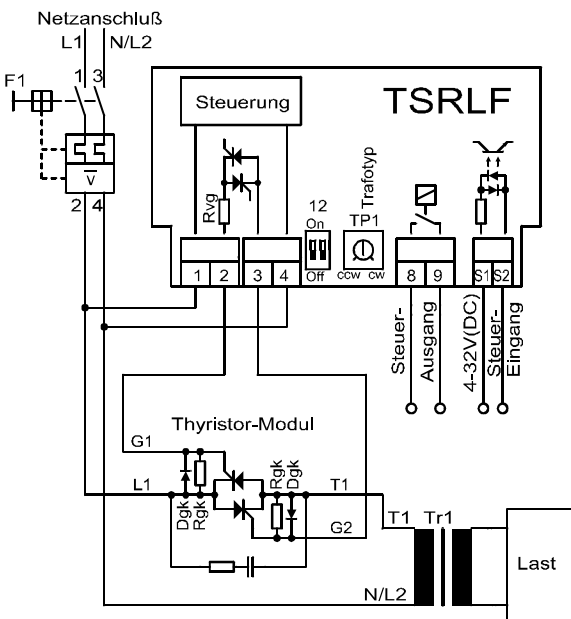 Netzanschluß
L1 N/L2
F1
1 3
V
2 4
Steuerung
TSRLF
Rvg
12
On
Off
Trafotyp
TP1
ccw cw
1 2 3 4 8 9 S1 S2
Steuer-
Ausgang
4-32V(DC)
Steuer-
Eingang
Thyristor-Modul
G1
L1
Dgk
Rgk
Rgk
Dgk
T1
G2
T1 Tr1
Last
N/L2